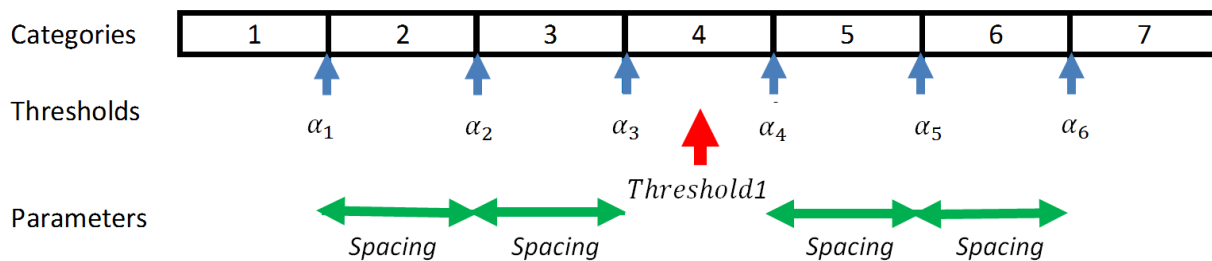 Categories 1 2 3 4 5 6 7
Thresholds
α₁ α₂ α₃ α₄ α₅ α₆
Threshold1
Parameters
Spacing Spacing Spacing Spacing